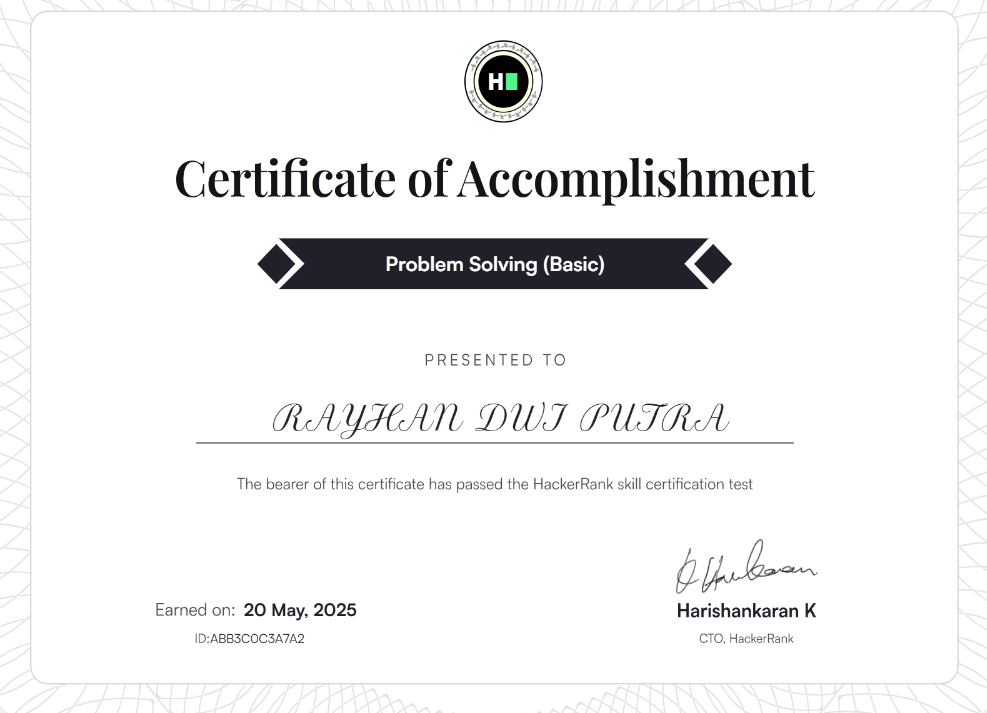 H
Certificate of Accomplishment
Problem Solving (Basic)
PRESENTED TO
RAYHAN DWI PUTRA
The bearer of this certificate has passed the HackerRank skill certification test
Earned on: 20 May, 2025
ID:ABB3C0C3A7A2
Harishankaran K
CTO, HackerRank